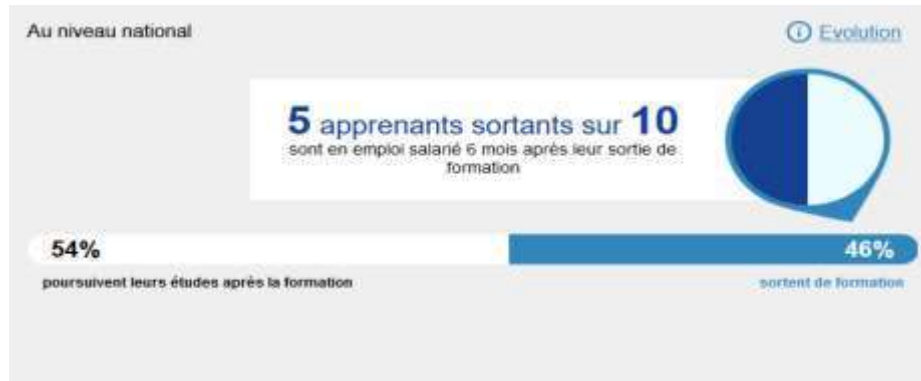 Au niveau national
Evolution
5 apprenants sortants sur 10
sont en emploi salarié 6 mois après leur sortie de
formation
54%
46%
poursuivent leurs études après la formation
sortent de formation